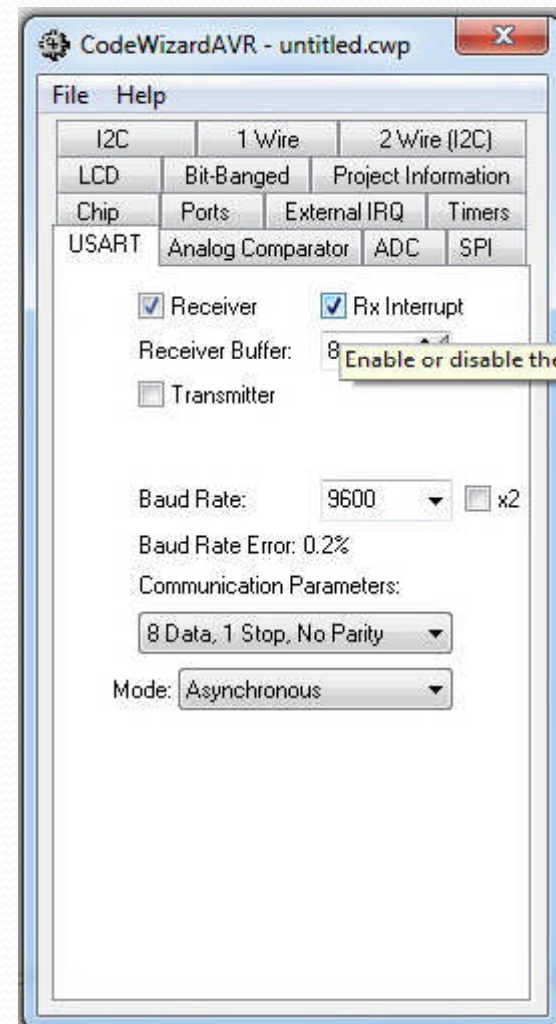 CodeWizardAVR - untitled.cwp
File Help
I2C 1 Wire 2 Wire (I2C)
LCD Bit-Banged Project Information
Chip Ports External IRQ Timers
USART Analog Comparator ADC SPI
Receiver Rx Interrupt
Receiver Buffer: 8
Enable or disable the
Transmitter
Baud Rate: 9600 x2
Baud Rate Error: 0.2%
Communication Parameters:
8 Data, 1 Stop, No Parity
Mode: Asynchronous